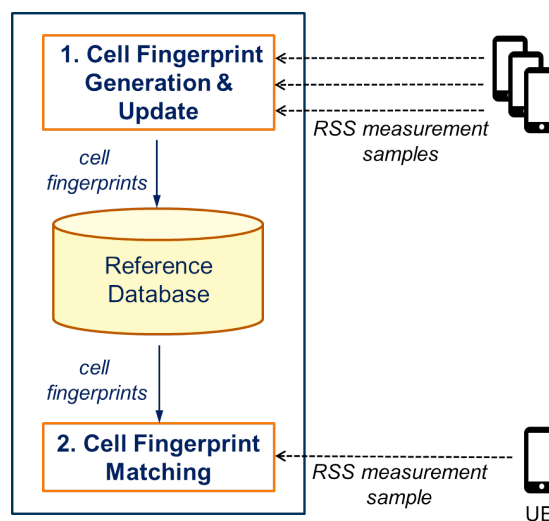 1. Cell Fingerprint
Generation &
Update
RSS measurement
samples
cell
fingerprints
Reference
Database
cell
fingerprints
2. Cell Fingerprint
Matching
RSS measurement
sample
UE